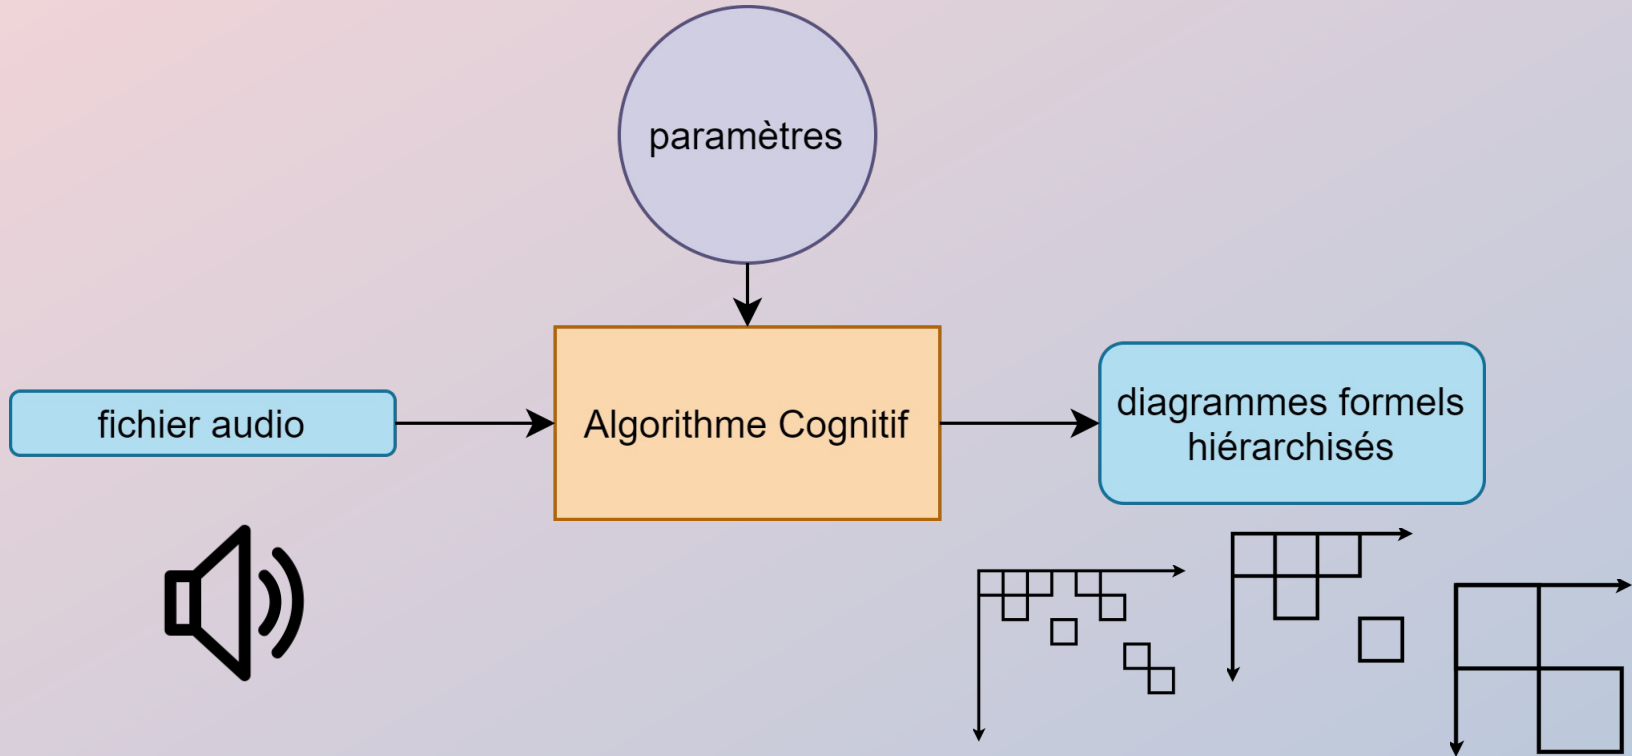 paramètres
fichier audio
Algorithme Cognitif
diagrammes formels
hiérarchisés